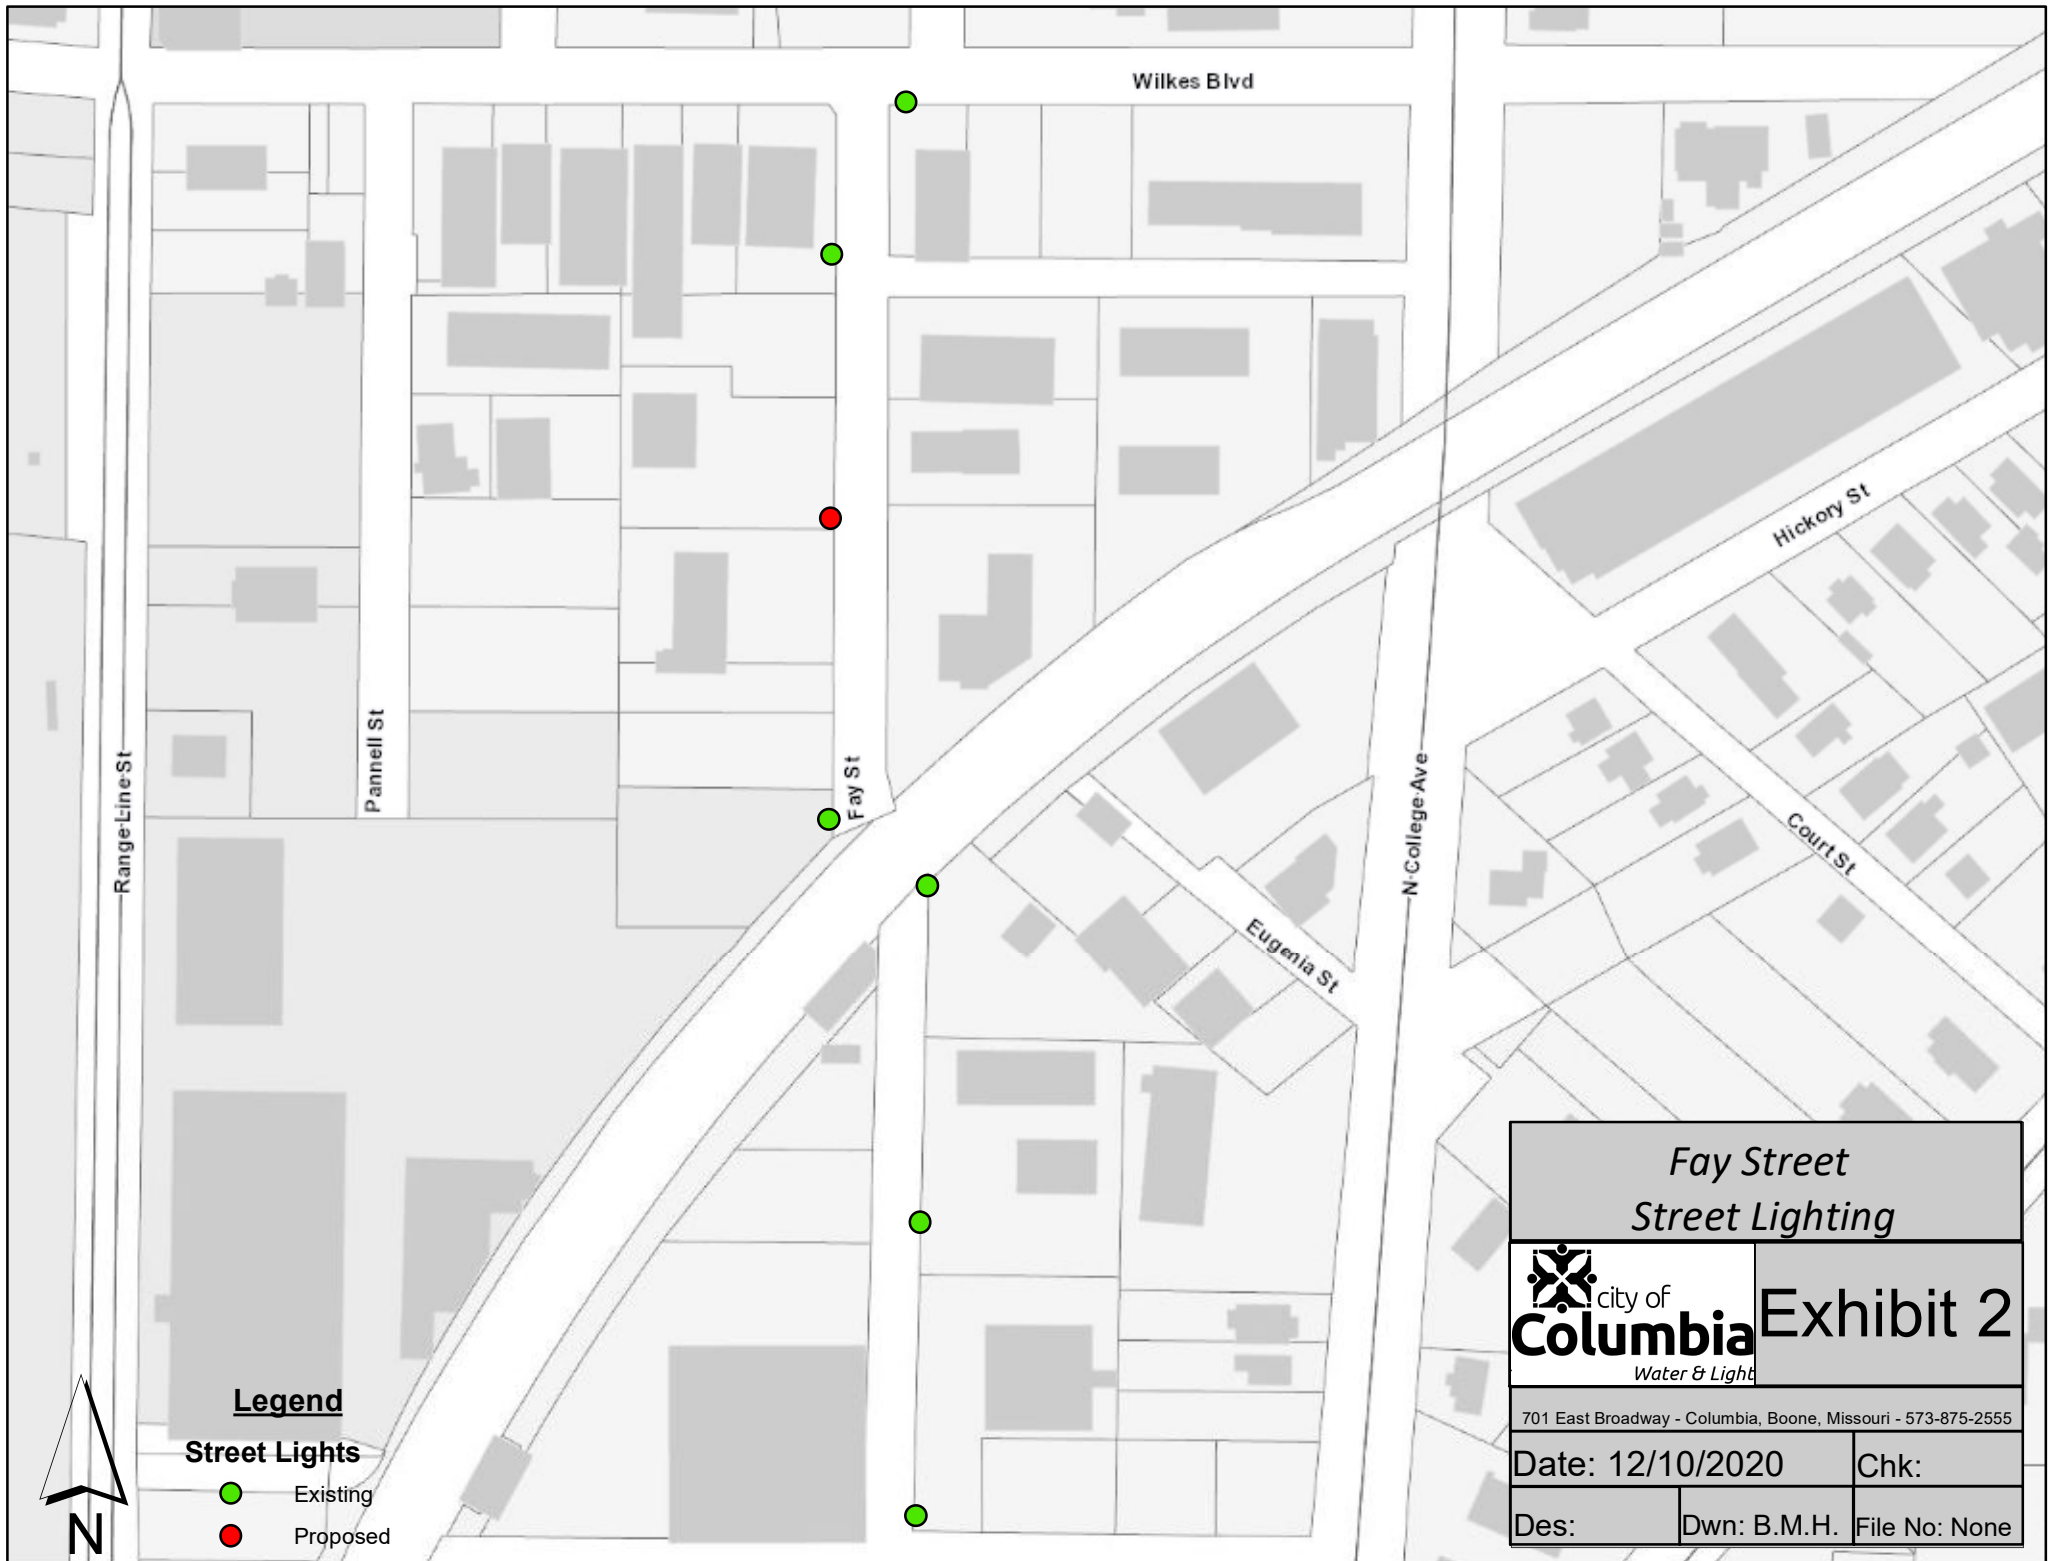 Wilkes Blvd
Hickory St
Pannell St
Range Line St
Fay St
N College Ave
Court St
Eugenia St
Legend
Street Lights
Existing
Proposed
N
Fay Street
Street Lighting
city of
Columbia
Water & Light
Exhibit 2
701 East Broadway - Columbia, Boone, Missouri - 573-875-2555
Date: 12/10/2020
Chk:
Des:
Dwn: B.M.H.
File No: None